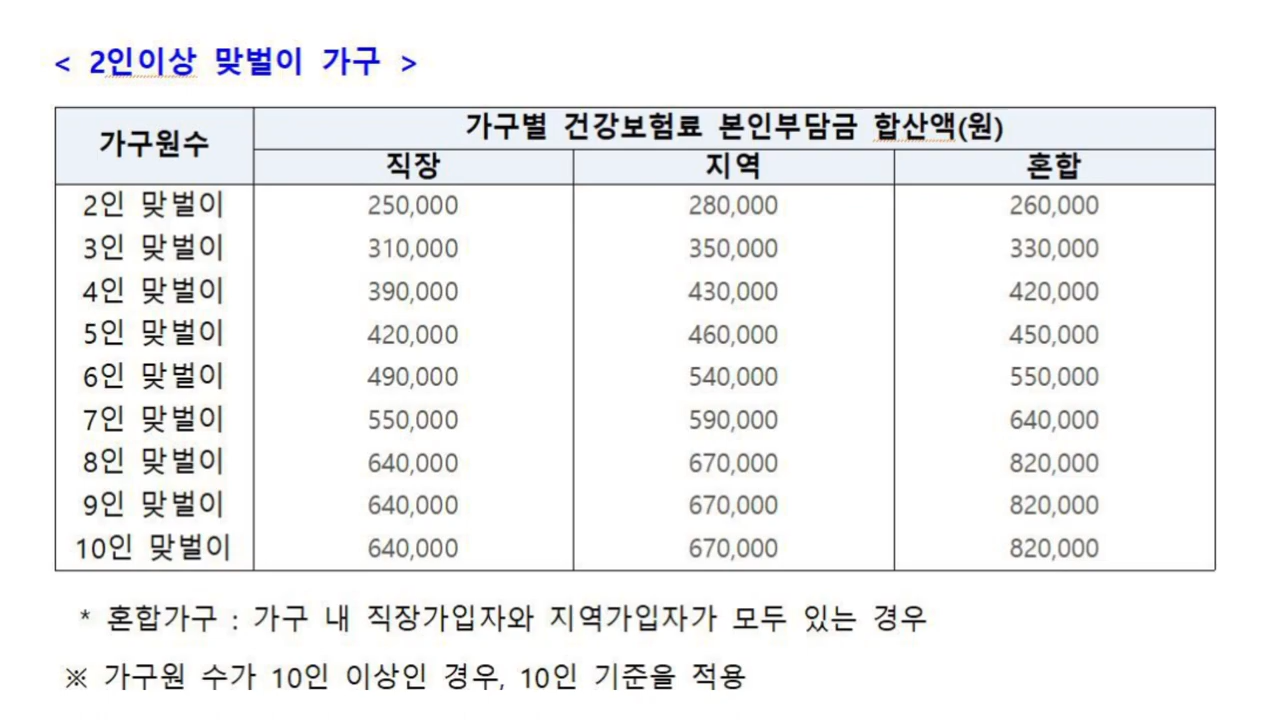 < 2인이상 맞벌이 가구 >
가구원수 가구별 건강보험료 본인부담금 합산액(원)
직장 지역 혼합
2인 맞벌이 250,000 280,000 260,000
3인 맞벌이 310,000 350,000 330,000
4인 맞벌이 390,000 430,000 420,000
5인 맞벌이 420,000 460,000 450,000
6인 맞벌이 490,000 540,000 550,000
7인 맞벌이 550,000 590,000 640,000
8인 맞벌이 640,000 670,000 820,000
9인 맞벌이 640,000 670,000 820,000
10인 맞벌이 640,000 670,000 820,000
* 혼합가구 : 가구 내 직장가입자와 지역가입자가 모두 있는 경우
※ 가구원 수가 10인 이상인 경우, 10인 기준을 적용